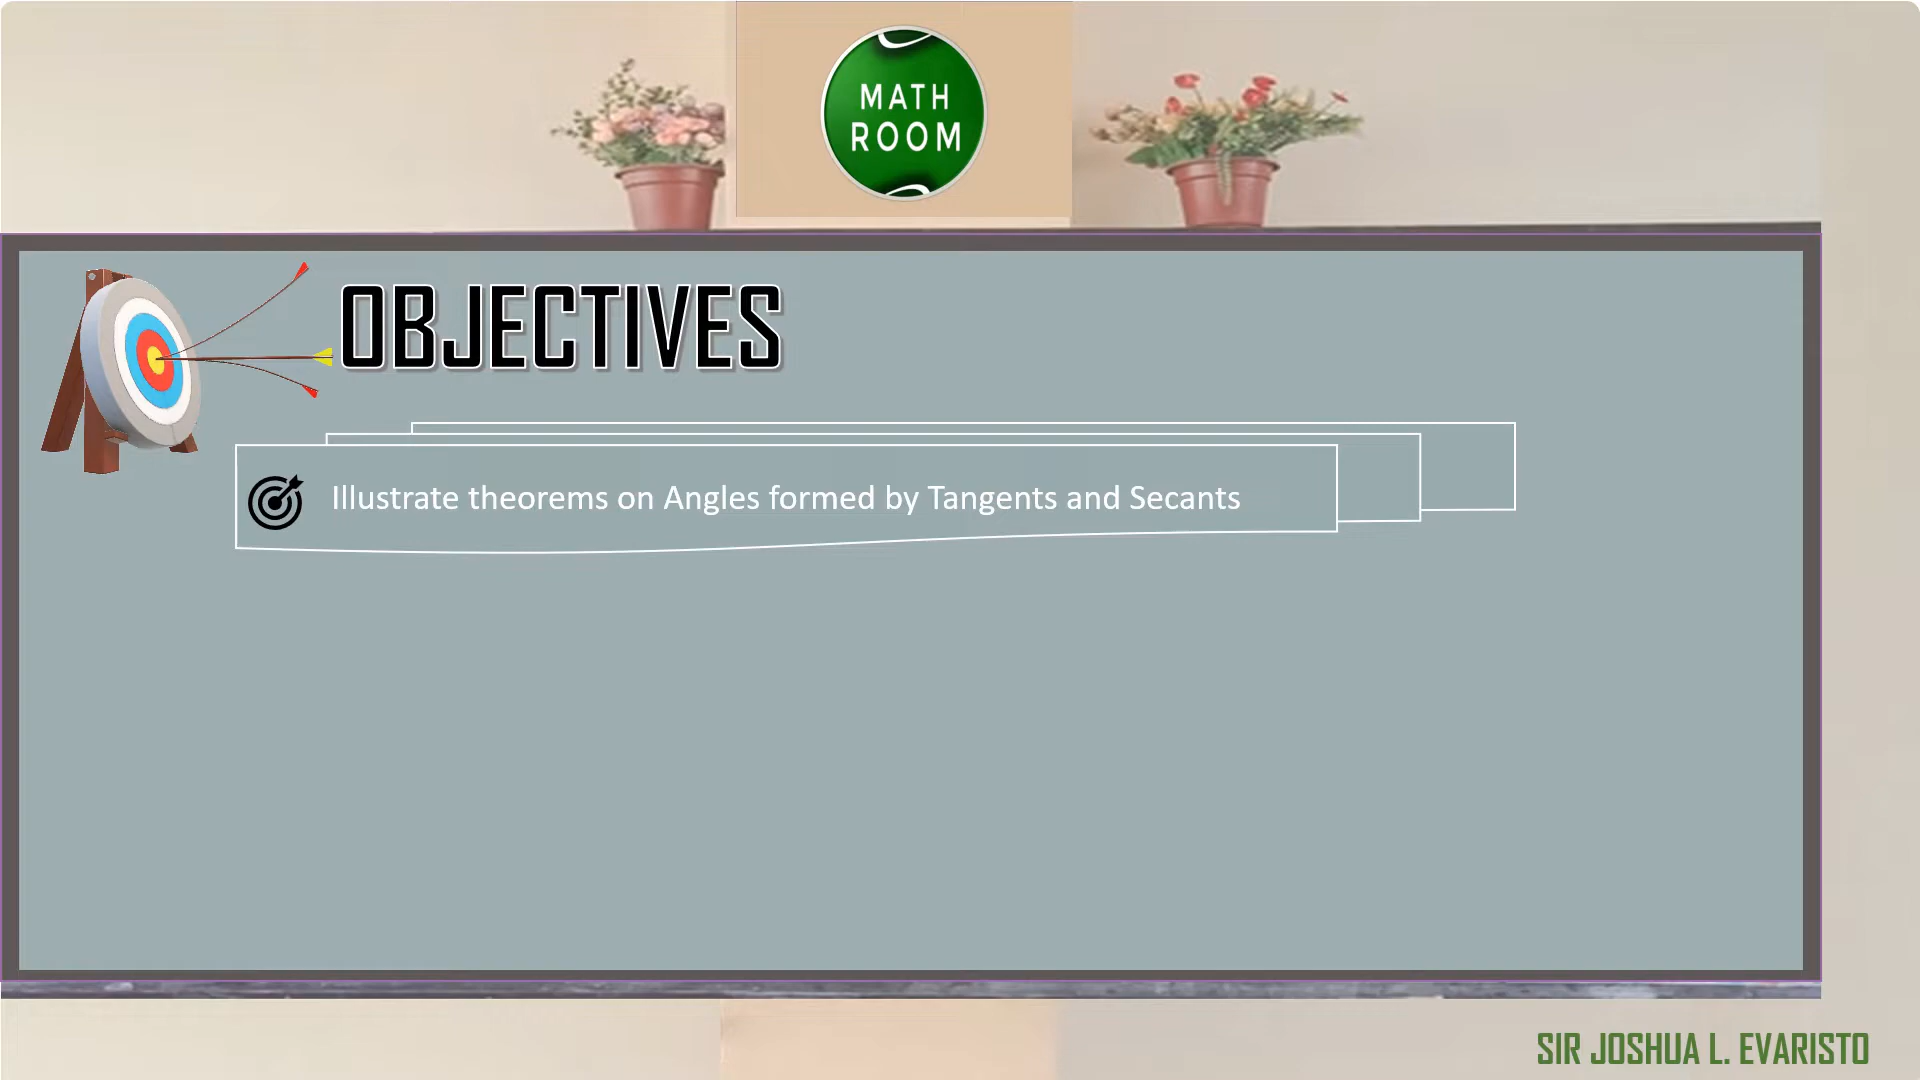 MATH
ROOM
OBJECTIVES
Illustrate theorems on Angles formed by Tangents and Secants
SIR JOSHUA L. EVARISTO